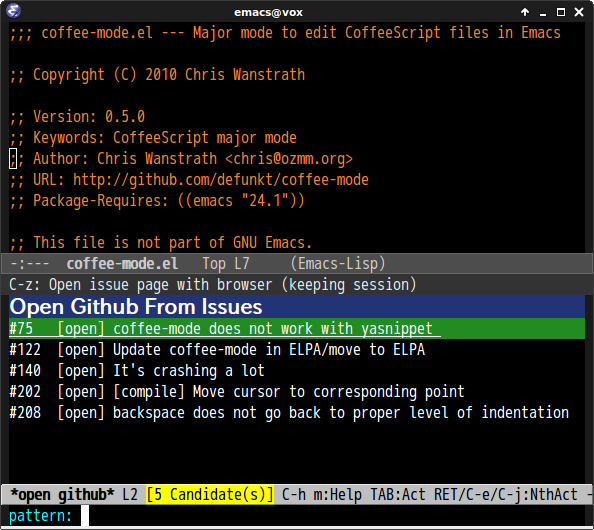 emacs@vox
;;; coffee-mode.el --- Major mode to edit CoffeeScript files in Emacs
;; Copyright (C) 2010 Chris Wanstrath
;; Version: 0.5.0
;; Keywords: CoffeeScript major mode
;; Author: Chris Wanstrath <chris@ozmm.org>
;; URL: http://github.com/defunkt/coffee-mode
;; Package-Requires: ((emacs "24.1"))
;; This file is not part of GNU Emacs.
-:--- coffee-mode.el Top L7 (Emacs-Lisp)
C-z: Open issue page with browser (keeping session)
Open Github From Issues
#75 [open] coffee-mode does not work with yasnippet
#122 [open] Update coffee-mode in ELPA/move to ELPA
#140 [open] It's crashing a lot
#202 [open] [compile] Move cursor to corresponding point
#208 [open] backspace does not go back to proper level of indentation
*open github* L2 [5 Candidate(s)] C-h m:Help TAB:Act RET/C-e/C-j:NthAct -
pattern: